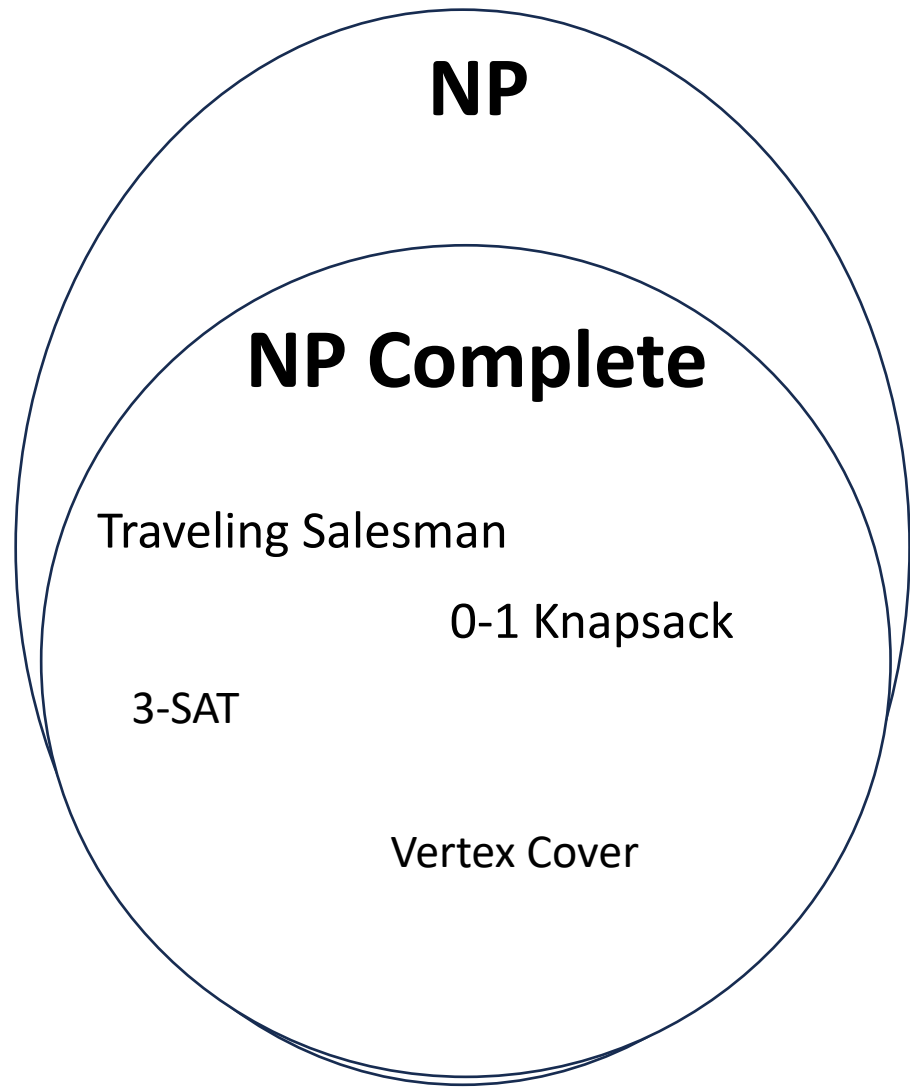 NP
NP Complete
Traveling Salesman
0-1 Knapsack
3-SAT
Vertex Cover